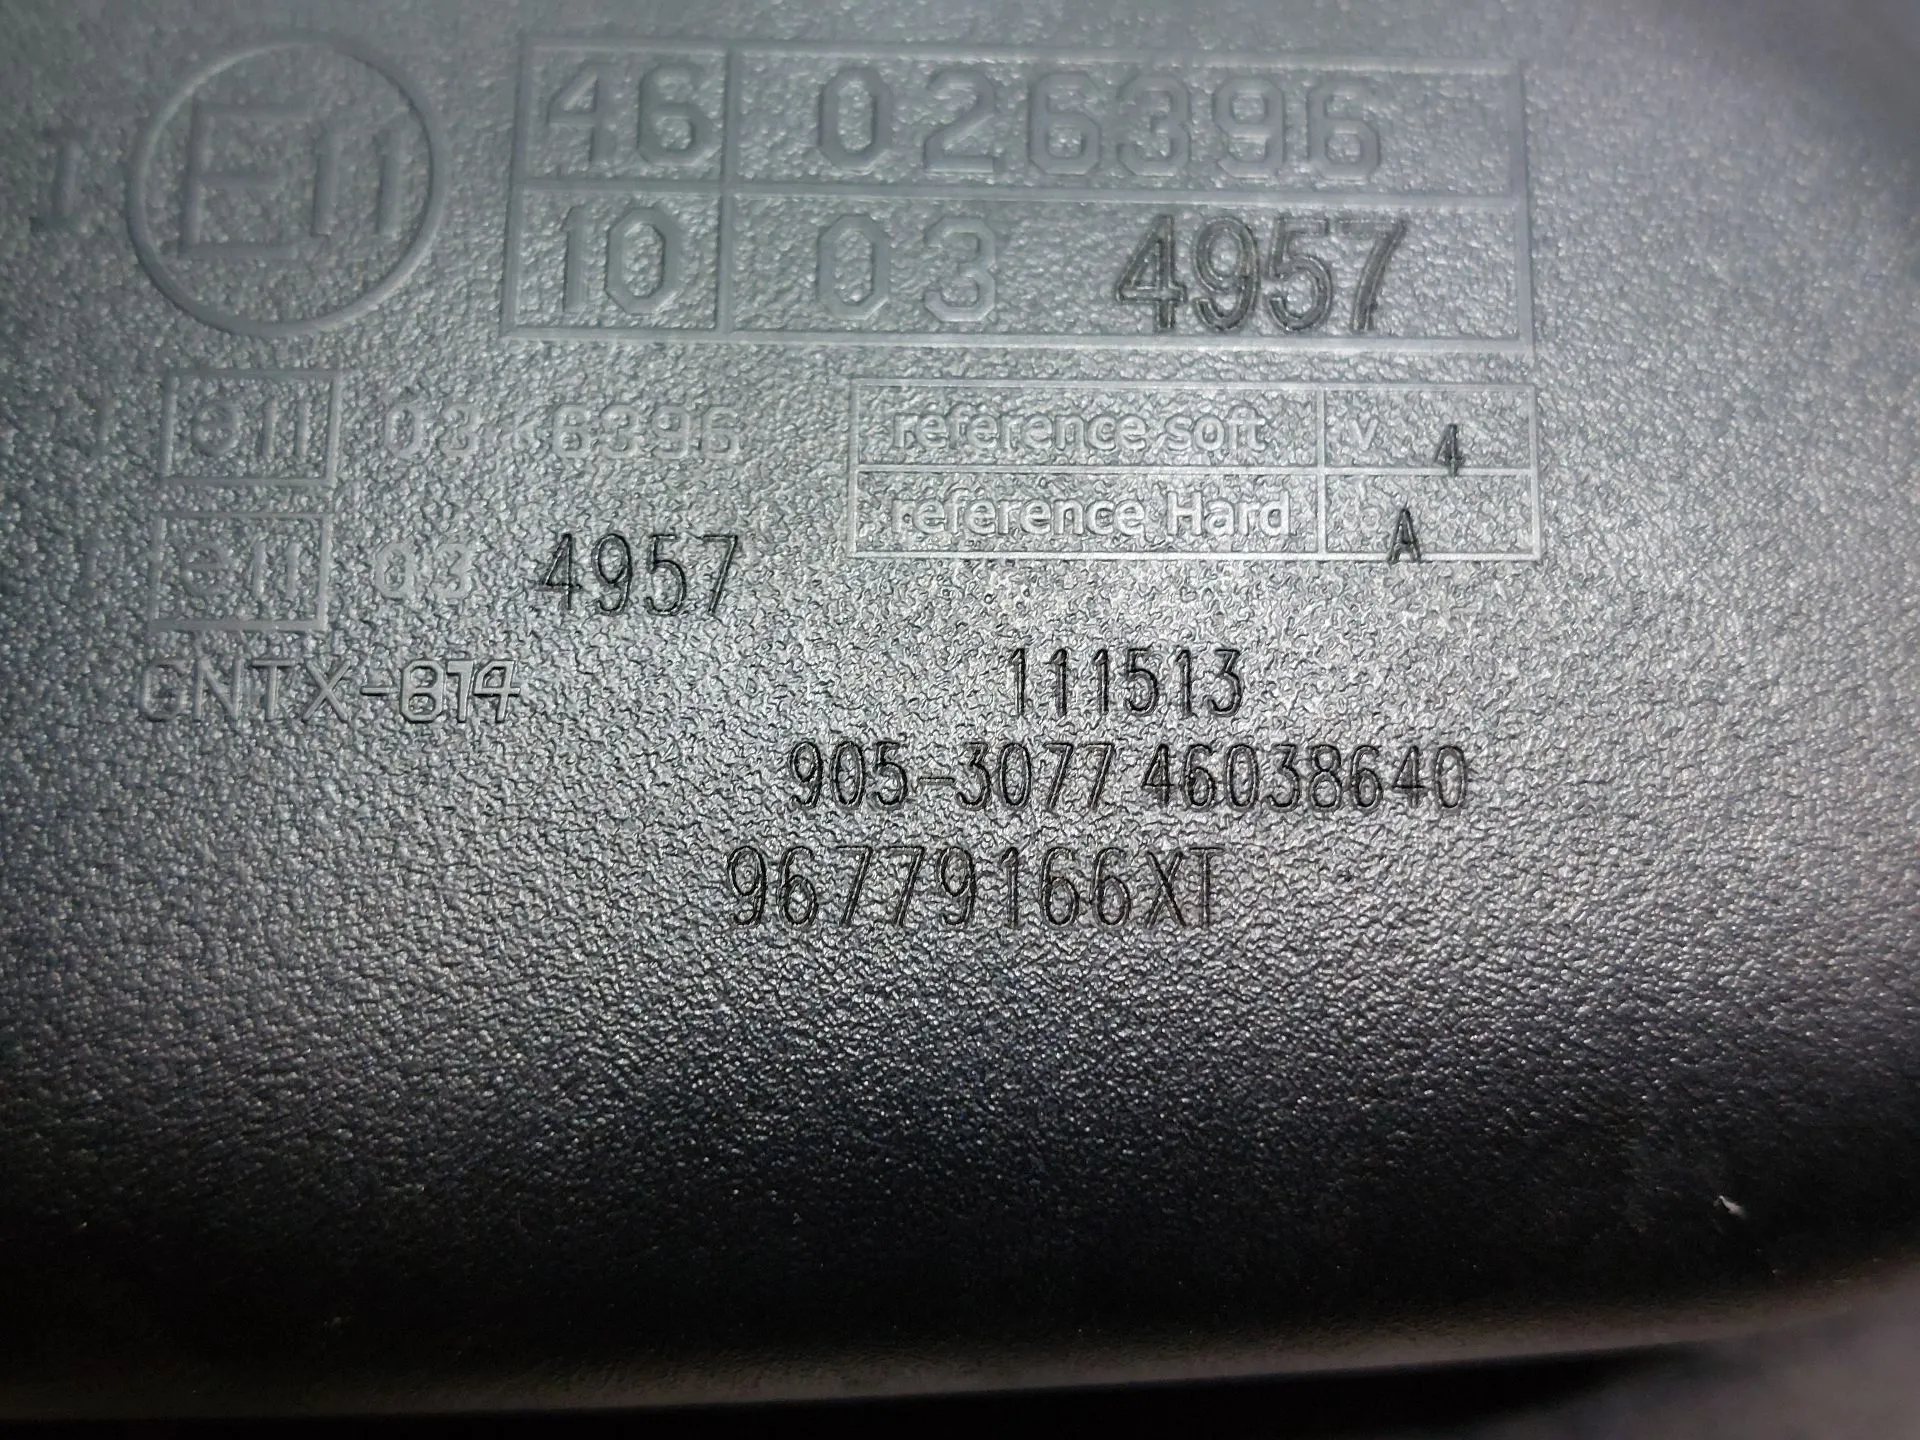 I E11 46 026396
10 03 4957
e11 03 6396
reference soft v 4
reference Hard A
e11 03 4957
GNTX-814
111513
905-3077 46038640
96779166XT